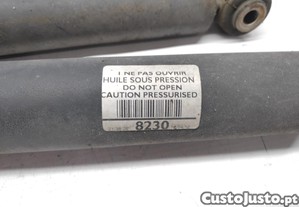 ! NE PAS OUVRIR
HUILE SOUS PRESSION
DO NOT OPEN
CAUTION PRESSURISED
8230
CustoJusto.pt